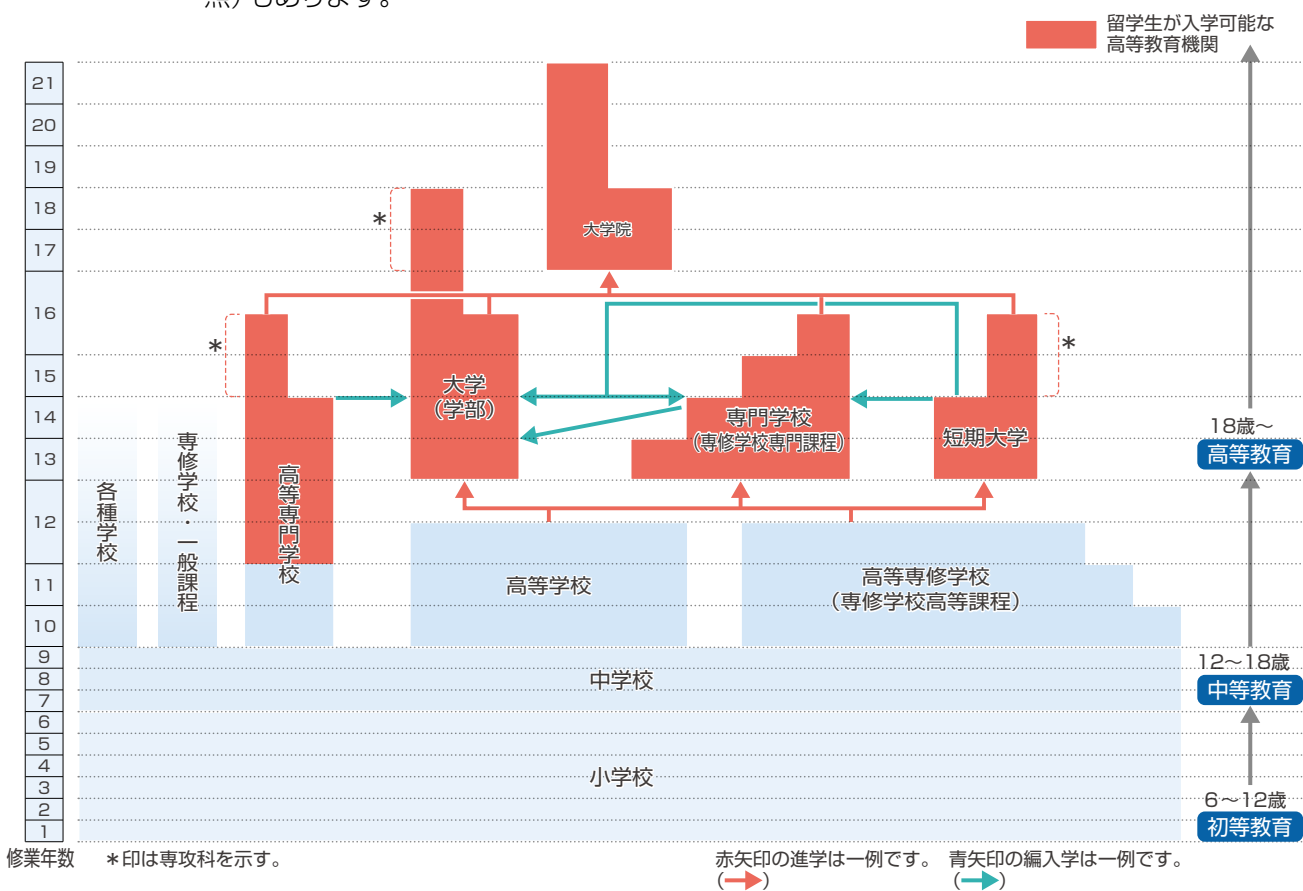 点)もあります。
留学生が入学可能な
高等教育機関
21
20
19
18
17
16
15
14
13
12
11
10
9
8
7
6
5
4
3
2
1
修業年数
*
*
*
大学院
大学
(学部)
専門学校
(専修学校専門課程)
短期大学
高等専門学校
専修学校・一般課程
各種学校
高等学校
高等専修学校
(専修学校高等課程)
中学校
小学校
18歳~
高等教育
12~18歳
中等教育
6~12歳
初等教育
*印は専攻科を示す。
赤矢印の進学は一例です。
(→)
青矢印の編入学は一例です。
(→)